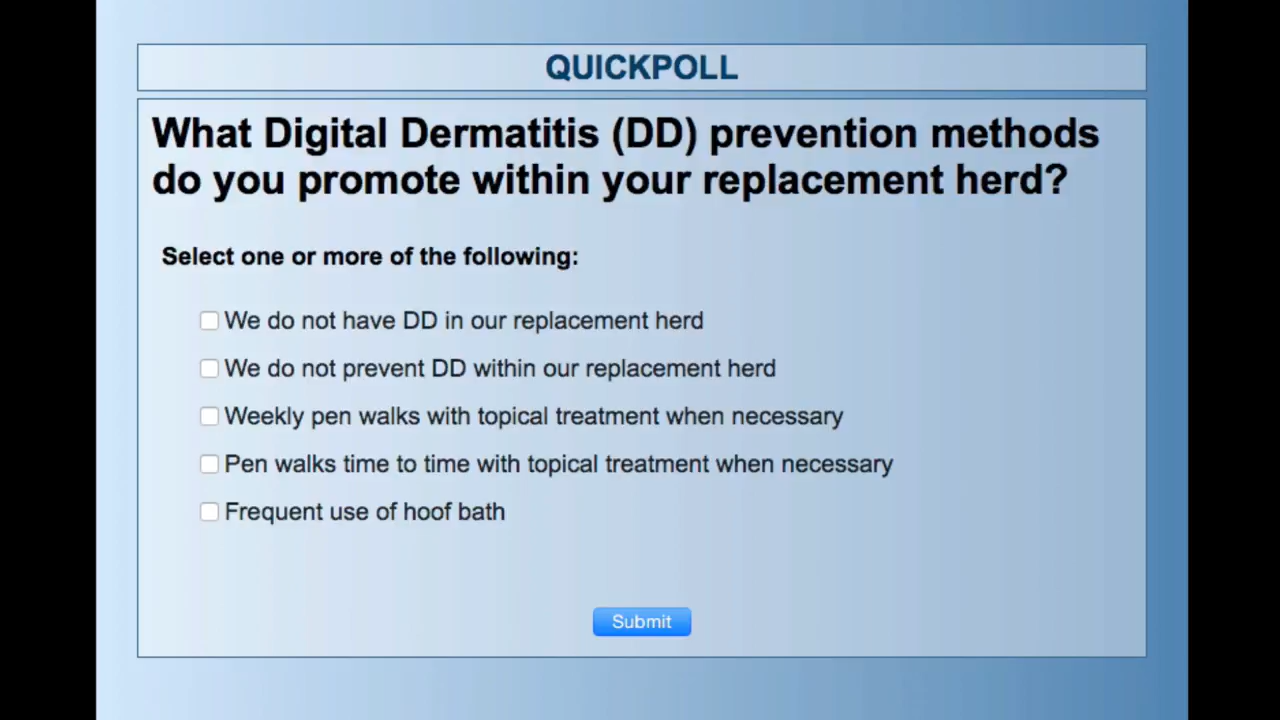 QUICKPOLL
What Digital Dermatitis (DD) prevention methods
do you promote within your replacement herd?
Select one or more of the following:
We do not have DD in our replacement herd
We do not prevent DD within our replacement herd
Weekly pen walks with topical treatment when necessary
Pen walks time to time with topical treatment when necessary
Frequent use of hoof bath
Submit